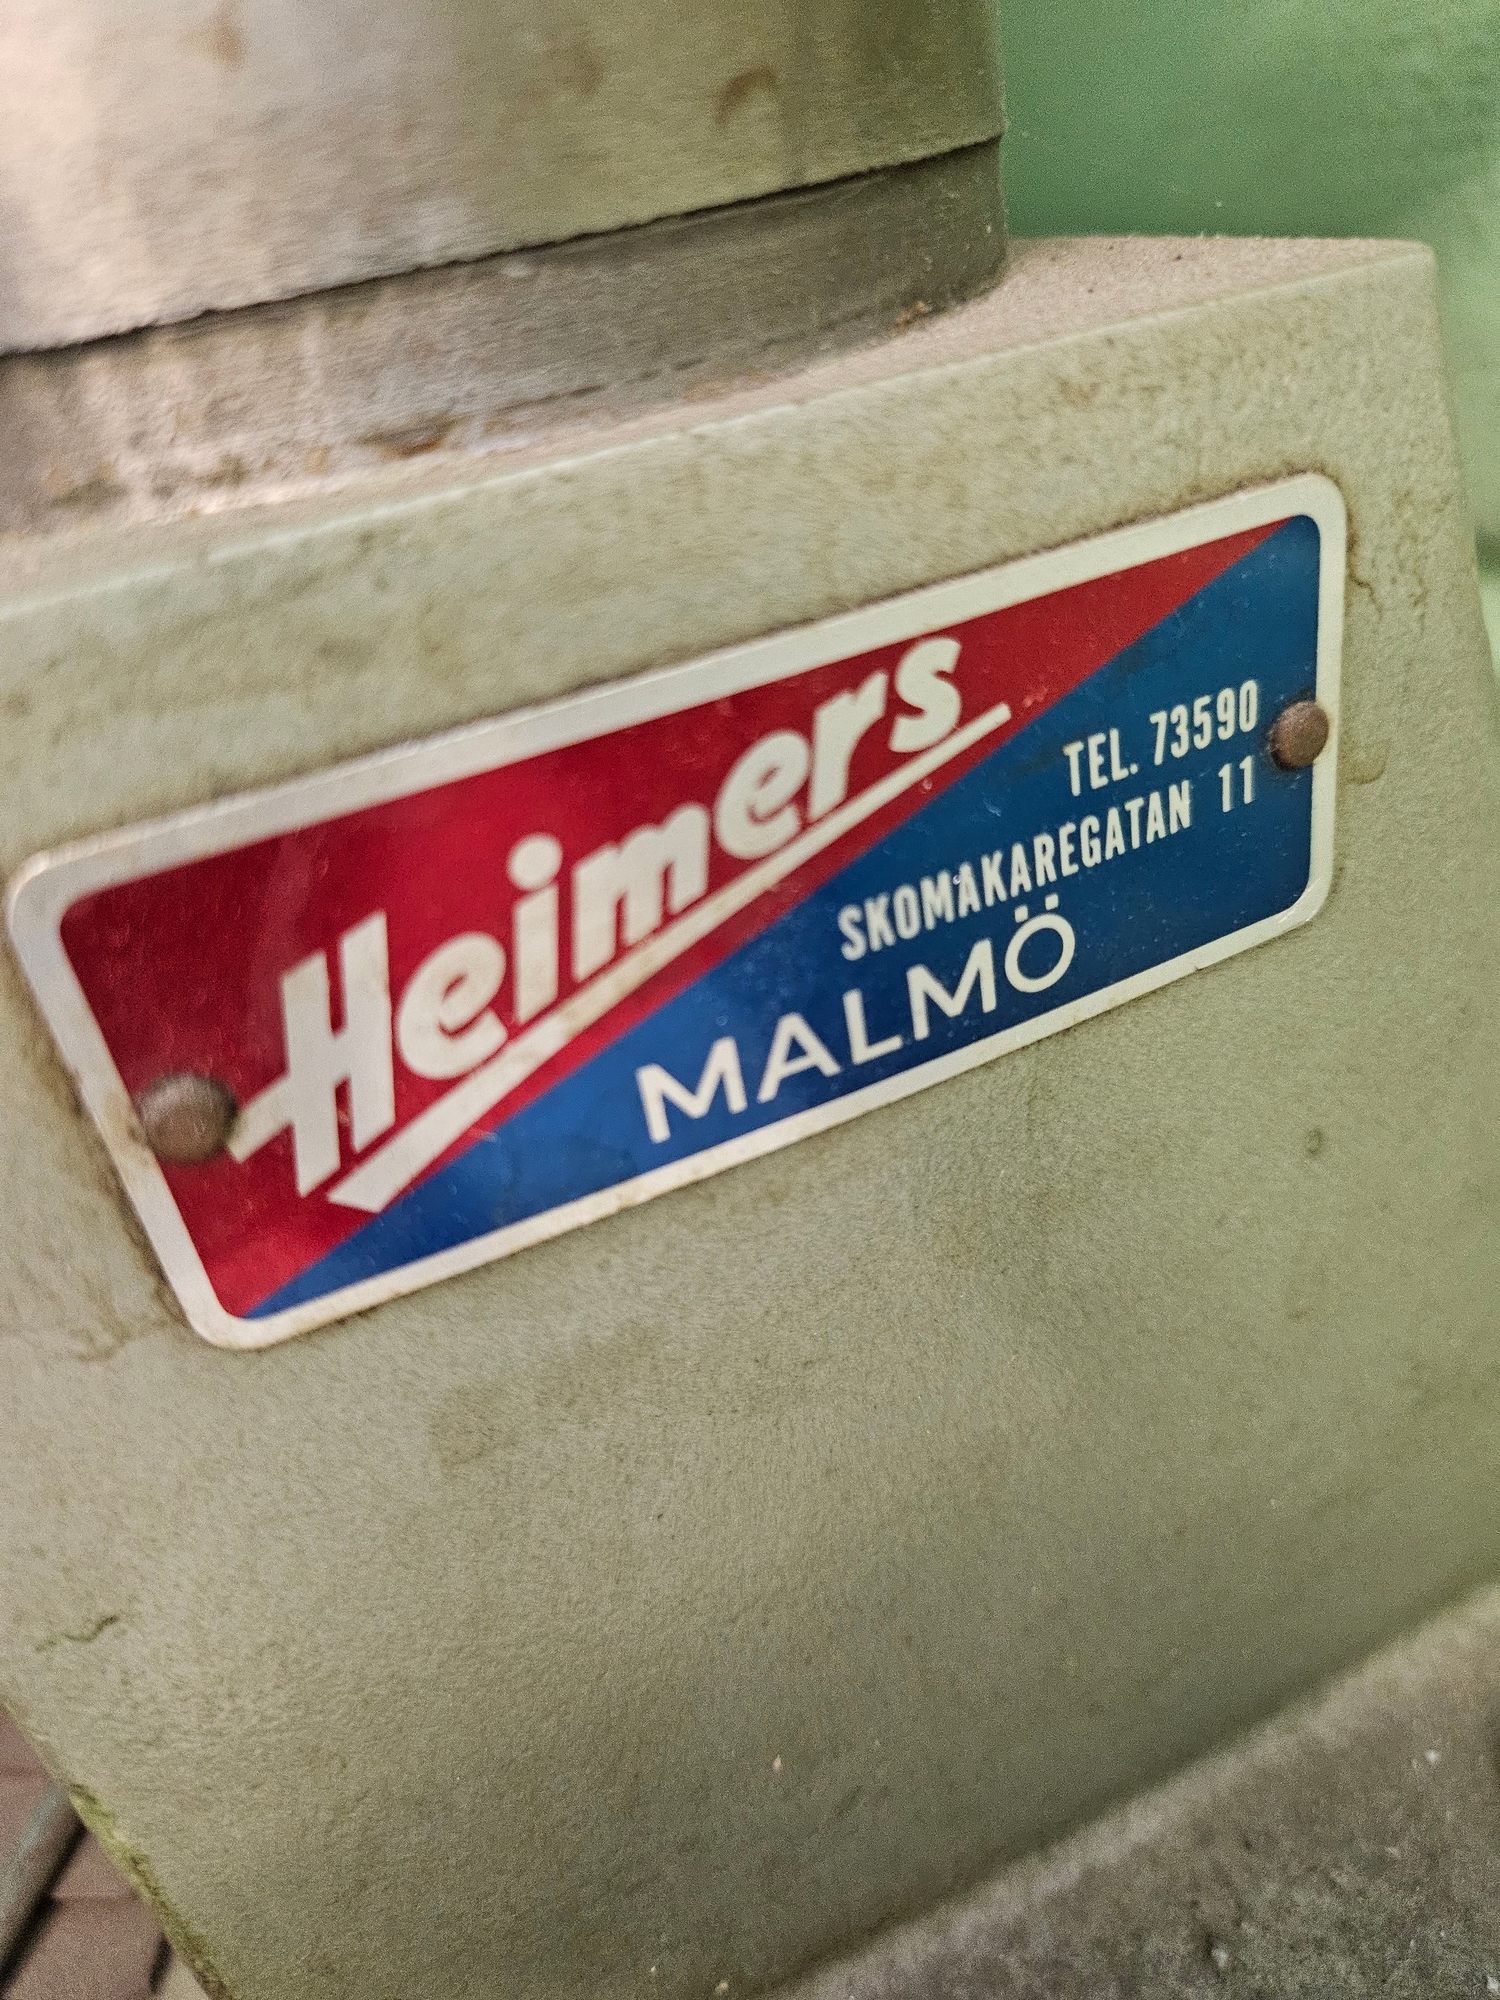 Heimers
TEL. 73590
SKOMAKAREGATAN 11
MALMÖ